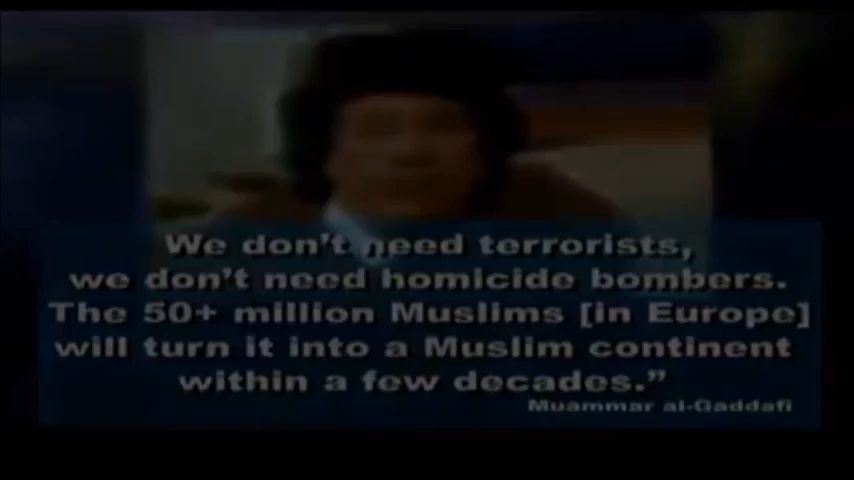 We don't need terrorists,
we don't need homicide bombers.
The 50+ million Muslims [in Europe]
will turn it into a Muslim continent
within a few decades.”
Muammar al-Gaddafi